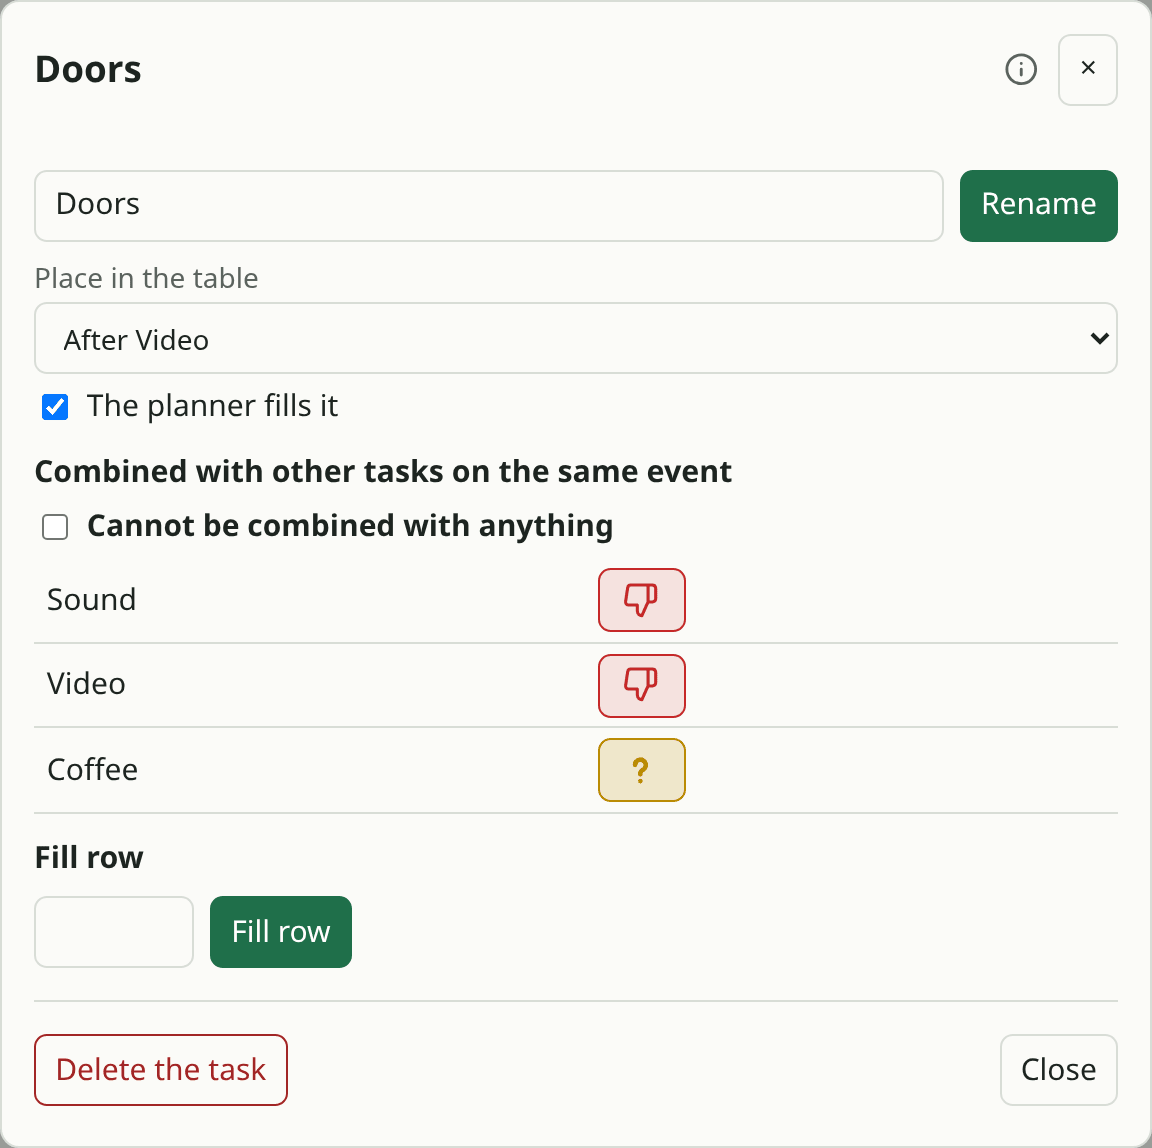 Doors
×
Doors
Rename
Place in the table
After Video
The planner fills it
Combined with other tasks on the same event
Cannot be combined with anything
Sound
Video
Coffee
?
Fill row
Fill row
Delete the task
Close